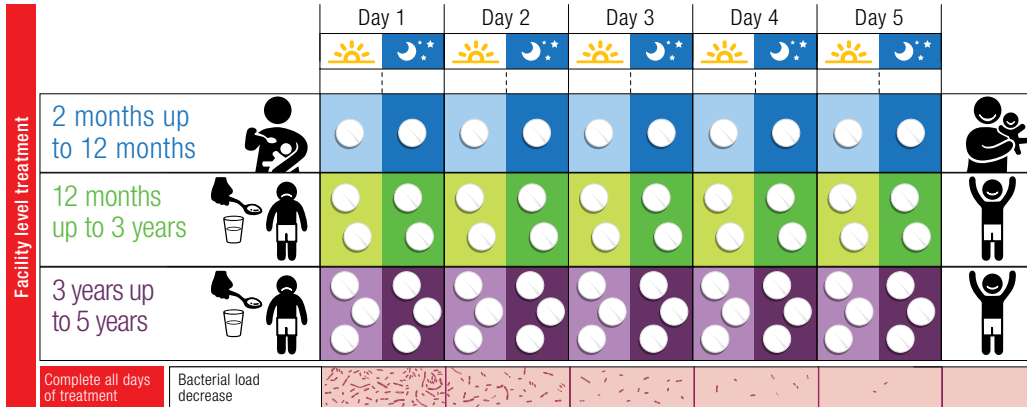 Facility level treatment
Day 1
Day 2
Day 3
Day 4
Day 5
2 months up
to 12 months
12 months
up to 3 years
3 years up
to 5 years
Complete all days
of treatment
Bacterial load
decrease